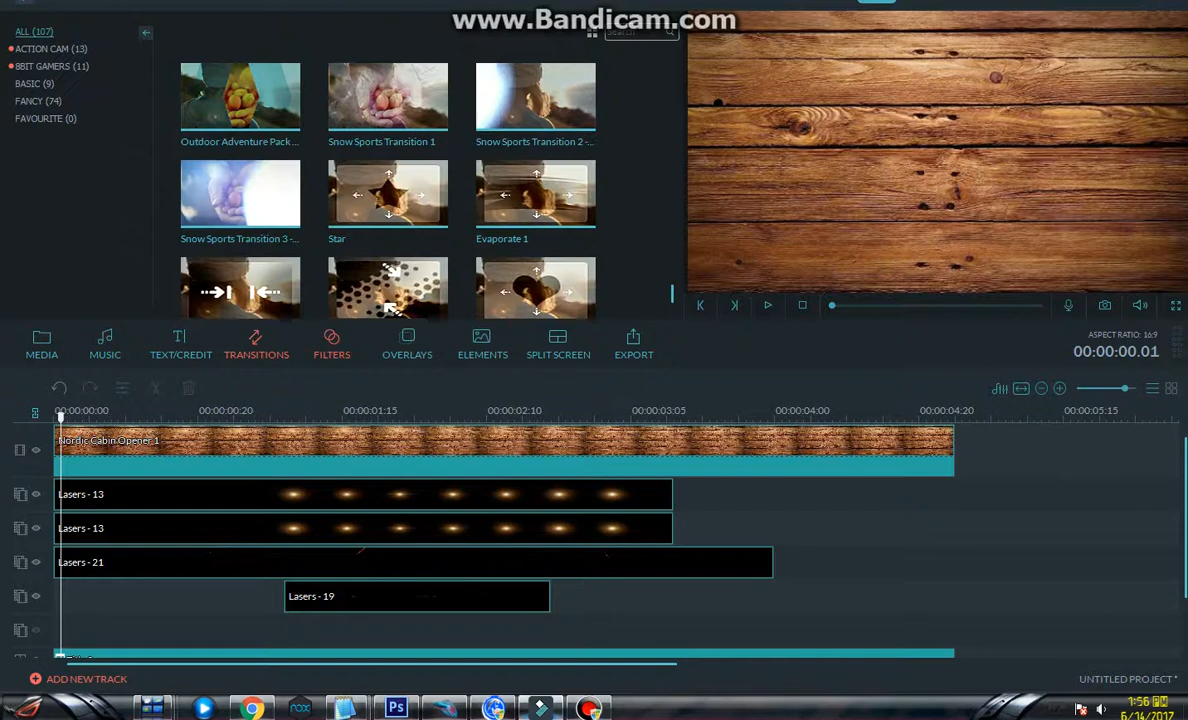 www.Bandicam.com
ALL (107)
ACTION CAM (13)
8BIT GAMERS (11)
BASIC (9)
FANCY (74)
FAVOURITE (0)
Search
Outdoor Adventure Pack ...
Snow Sports Transition 1
Snow Sports Transition 2 -...
Snow Sports Transition 3 -...
Star
Evaporate 1
MEDIA
MUSIC
TEXT/CREDIT
TRANSITIONS
FILTERS
OVERLAYS
ELEMENTS
SPLIT SCREEN
EXPORT
ASPECT RATIO: 16:9
00:00:00.01
00:00:00:00
00:00:00:20
00:00:01:15
00:00:02:10
00:00:03:05
00:00:04:00
00:00:04:20
00:00:05:15
Nordic Cabin Opener 1
Lasers - 13
Lasers - 13
Lasers - 21
Lasers - 19
ADD NEW TRACK
UNTITLED PROJECT *
nox
Ps
1:56 PM
6/14/2017